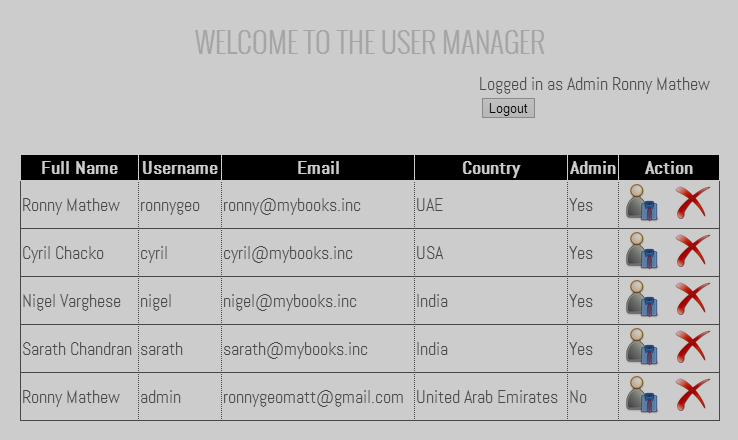 WELCOME TO THE USER MANAGER
Logged in as Admin Ronny Mathew
Logout
Full Name Username Email Country Admin Action
Ronny Mathew ronnygeo ronny@mybooks.inc UAE Yes
Cyril Chacko cyril cyril@mybooks.inc USA Yes
Nigel Varghese nigel nigel@mybooks.inc India Yes
Sarath Chandran sarath sarath@mybooks.inc India Yes
Ronny Mathew admin ronnygeomatt@gmail.com United Arab Emirates No